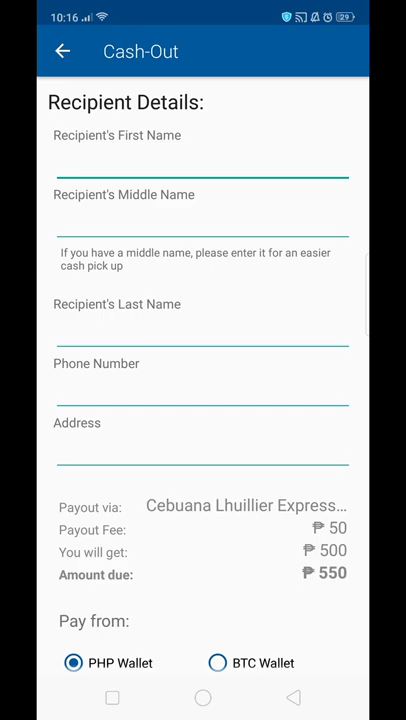 10:16
29
Cash-Out
Recipient Details:
Recipient's First Name
Recipient's Middle Name
If you have a middle name, please enter it for an easier
cash pick up
Recipient's Last Name
Phone Number
Address
Payout via: Cebuana Lhuillier Express...
Payout Fee: ₱ 50
You will get: ₱ 500
Amount due: ₱ 550
Pay from:
PHP Wallet BTC Wallet